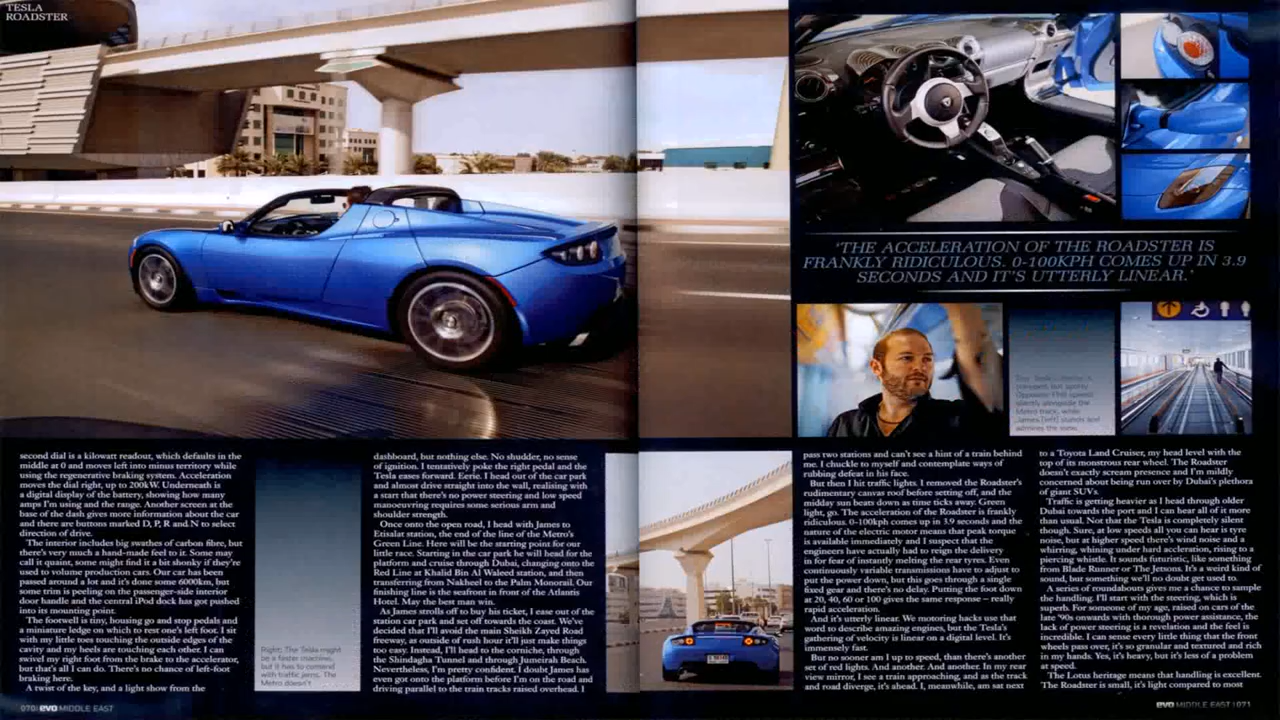 TESLA
ROADSTER
second dial is a kilowatt readout, which defaults in the
middle at 0 and moves left into minus territory while
using the regenerative braking system. Acceleration
moves the dial right, up to 200kW. Underneath is
a digital display of the battery, showing how many
amps I'm using and the range. Another screen at the
base of the dash gives more information about the car
and there are buttons marked D, P, R and N to select
direction of drive.
The interior includes big swathes of carbon fibre, but
there's very much a hand-made feel to it. Some may
call it quaint, some might find it a bit shonky if they're
used to volume production cars. Our car has been
passed around a lot and it's done some 6000km, but
some trim is peeling on the passenger-side interior
door handle and the central iPod dock has got pushed
into its mounting point.
The footwell is tiny, housing go and stop pedals and
a miniature ledge on which to rest one's left foot. I sit
with my little toes touching the outside edges of the
cavity and my heels are touching each other. I can
swivel my right foot from the brake to the accelerator,
but that's all I can do. There's no chance of left-foot
braking here.
A twist of the key, and a light show from the
Right: The Tesla might
be a faster machine,
but it has to contend
with traffic jams. The
Metro doesn't
dashboard, but nothing else. No shudder, no sense
of ignition. I tentatively poke the right pedal and the
Tesla eases forward. Eerie. I head out of the car park
and almost drive straight into the wall, realising with
a start that there's no power steering and low speed
manoeuvring requires some serious arm and
shoulder strength.
Once onto the open road, I head with James to
Etisalat station, the end of the line of the Metro's
Green Line. Here will be the starting point for our
little race. Starting in the car park he will head for the
platform and cruise through Dubai, changing onto the
Red Line at Khalid Bin Al Waleed station, and then
transferring from Nakheel to the Palm Monorail. Our
finishing line is the seafront in front of the Atlantis
Hotel. May the best man win.
As James strolls off to buy his ticket, I ease out of the
station car park and set off towards the coast. We've
decided that I'll avoid the main Sheikh Zayed Road
freeway, as outside of rush hour it'll just make things
too easy. Instead, I'll head to the corniche, through
the Shindagha Tunnel and through Jumeirah Beach.
Nevertheless, I'm pretty confident. I doubt James has
even got onto the platform before I'm on the road and
driving parallel to the train tracks raised overhead. I
070 | evo MIDDLE EAST
'THE ACCELERATION OF THE ROADSTER IS
FRANKLY RIDICULOUS. 0-100KPH COMES UP IN 3.9
SECONDS AND IT'S UTTERLY LINEAR.'
Metro track, while
James (left) stands and
admires the view.
pass two stations and can't see a hint of a train behind
me. I chuckle to myself and contemplate ways of
rubbing defeat in his face.
But then I hit traffic lights. I removed the Roadster's
rudimentary canvas roof before setting off, and the
midday sun beats down as time ticks away. Green
light, go. The acceleration of the Roadster is frankly
ridiculous. 0-100kph comes up in 3.9 seconds and the
nature of the electric motor means that peak torque
is available immediately and I suspect that the
engineers have actually had to reign the delivery
in for fear of instantly melting the rear tyres. Even
continuously variable transmissions have to adjust to
put the power down, but this goes through a single
fixed gear and there's no delay. Putting the foot down
at 20, 40, 60 or 100 gives the same response – really
rapid acceleration.
And it's utterly linear. We motoring hacks use that
word to describe amazing engines, but the Tesla's
gathering of velocity is linear on a digital level. It's
immensely fast.
But no sooner am I up to speed, than there's another
set of red lights. And another. And another. In my rear
view mirror, I see a train approaching, and as the track
and road diverge, it's ahead. I, meanwhile, am sat next
to a Toyota Land Cruiser, my head level with the
top of its monstrous rear wheel. The Roadster
doesn't exactly scream presence and I'm mildly
concerned about being run over by Dubai's plethora
of giant SUVs.
Traffic is getting heavier as I head through older
Dubai towards the port and I can hear all of it more
than usual. Not that the Tesla is completely silent
though. Sure, at low speeds all you can hear is tyre
noise, but at higher speed there's wind noise and a
whirring, whining under hard acceleration, rising to a
piercing whistle. It sounds futuristic, like something
from Blade Runner or The Jetsons. It's a weird kind of
sound, but something we'll no doubt get used to.
A series of roundabouts give me a chance to sample
the handling. I'll start with the steering, which is
superb. For someone of my age, raised on cars of the
late '90s onwards with thorough power assistance, the
lack of power steering is a revelation and the feel is
incredible. I can sense every little thing that the front
wheels pass over, it's so granular and textured and rich
in my hands. Yes, it's heavy, but it's less of a problem
at speed.
The Lotus heritage means that handling is excellent.
The Roadster is small, it's light compared to most
evo MIDDLE EAST | 071